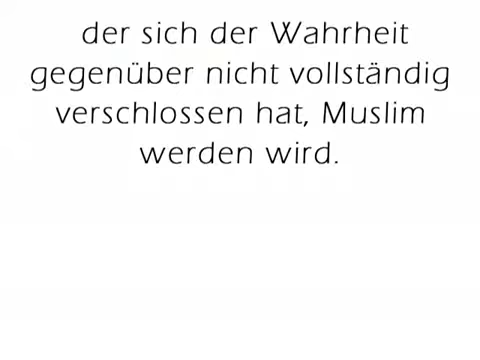 der sich der Wahrheit
gegenüber nicht vollständig
verschlossen hat, Muslim
werden wird.